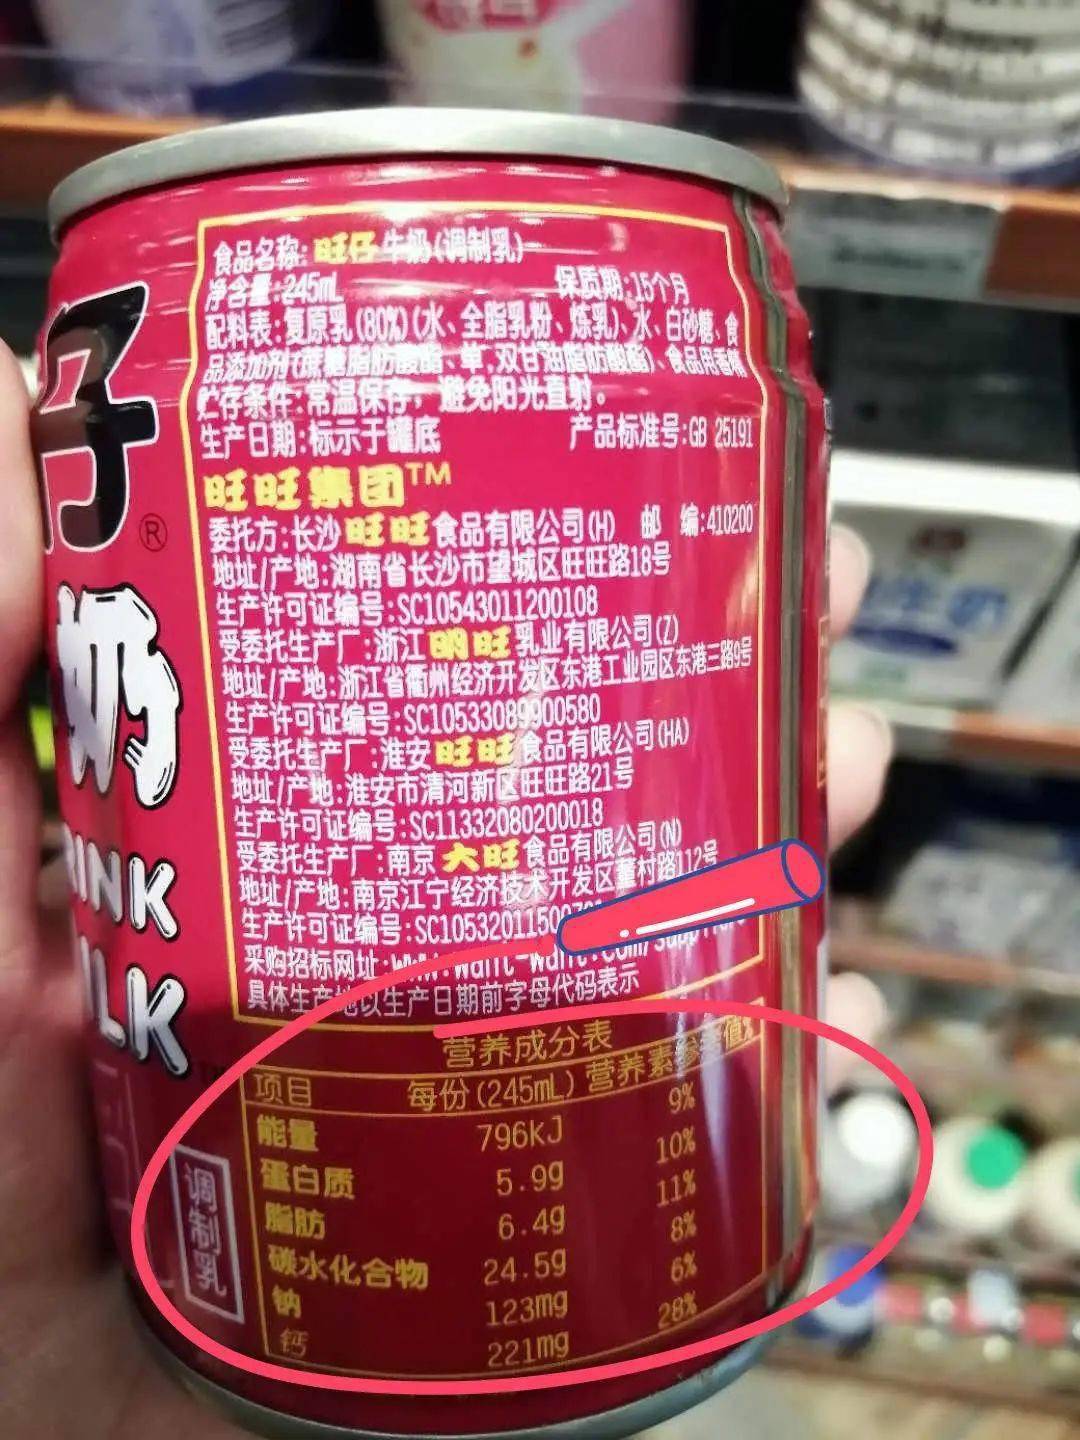 仔®
奶
DRINK
MILK
调制乳
食品名称:旺仔牛奶(调制乳)
净含量:245mL 保质期:15个月
配料表:复原乳(80%)(水、全脂乳粉、炼乳)、水、白砂糖、食
品添加剂(蔗糖脂肪酸酯、单,双甘油脂肪酸酯)、食品用香精
贮存条件:常温保存,避免阳光直射。
生产日期:标示于罐底 产品标准号:GB 25191
旺旺集团™
委托方:长沙旺旺食品有限公司(H) 邮 编:410200
地址/产地:湖南省长沙市望城区旺旺路18号
生产许可证编号:SC10543011200108
受委托生产厂:浙江明旺乳业有限公司(Z)
地址/产地:浙江省衢州经济开发区东港工业园区东港三路9号
生产许可证编号:SC10533089900580
受委托生产厂:淮安旺旺食品有限公司(HA)
地址/产地:淮安市清河新区旺旺路21号
生产许可证编号:SC11332080200018
受委托生产厂:南京大旺食品有限公司(N)
地址/产地:南京江宁经济技术开发区董村路112号
生产许可证编号:SC105320115007
采购招标网址:www.want-want.com/
具体生产地以生产日期前字母代码表示
营养成分表
项目 每份(245mL) 营养素参考值%
能量 796kJ 9%
蛋白质 5.9g 10%
脂肪 6.4g 11%
碳水化合物 24.5g 8%
钠 123mg 6%
钙 221mg 28%
牛奶